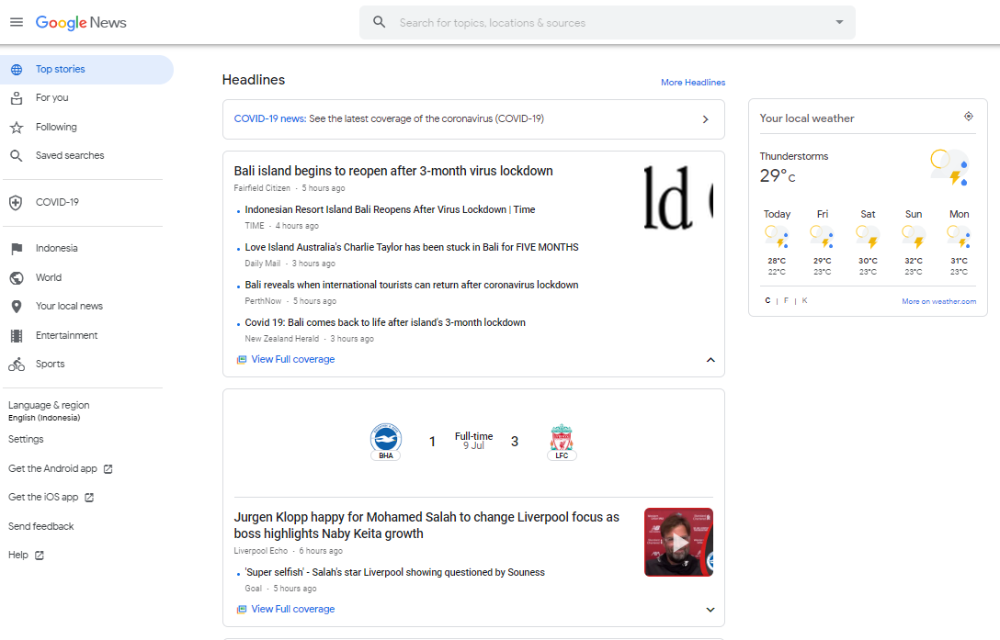 Google News
Search for topics, locations & sources
Top stories
For you
Following
Saved searches
COVID-19
Indonesia
World
Your local news
Entertainment
Sports
Language & region
English (Indonesia)
Settings
Get the Android app
Get the iOS app
Send feedback
Help
Headlines
More Headlines
COVID-19 news: See the latest coverage of the coronavirus (COVID-19)
Bali island begins to reopen after 3-month virus lockdown
Fairfield Citizen · 5 hours ago
Indonesian Resort Island Bali Reopens After Virus Lockdown | Time
TIME · 4 hours ago
Love Island Australia's Charlie Taylor has been stuck in Bali for FIVE MONTHS
Daily Mail · 3 hours ago
Bali reveals when international tourists can return after coronavirus lockdown
PerthNow · 5 hours ago
Covid 19: Bali comes back to life after island's 3-month lockdown
New Zealand Herald · 3 hours ago
View Full coverage
ld
BHA
1
Full-time
9 Jul
3
LFC
Jurgen Klopp happy for Mohamed Salah to change Liverpool focus as
boss highlights Naby Keita growth
Liverpool Echo · 6 hours ago
'Super selfish' - Salah's star Liverpool showing questioned by Souness
Goal · 5 hours ago
View Full coverage
Your local weather
Thunderstorms
29°C
Today Fri Sat Sun Mon
28°C 29°C 30°C 32°C 31°C
22°C 23°C 23°C 23°C 23°C
C | F | K
More on weather.com